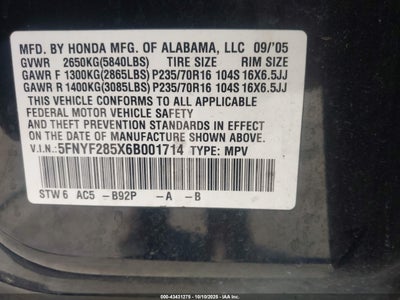 MFD. BY HONDA MFG. OF ALABAMA, LLC 09/'05
GVWR 2650KG(5840LBS) TIRE SIZE RIM SIZE
GAWR F 1300KG(2865LBS) P235/70R16 104S 16X6.5JJ
GAWR R 1400KG(3085LBS) P235/70R16 104S 16X6.5JJ
THIS VEHICLE CONFORMS TO ALL APPLICABLE
FEDERAL MOTOR VEHICLE SAFETY
AND THEFT PREVENTION STANDARDS IN EFFECT
ON THE DATE OF MANUFACTURE SHOWN ABOVE.
V.I.N.: 5FNYF285X6B001714 TYPE: MPV
STW 6 AC5 -B92P -A -B
000-43431275 - 10/10/2025 - IAA Inc.